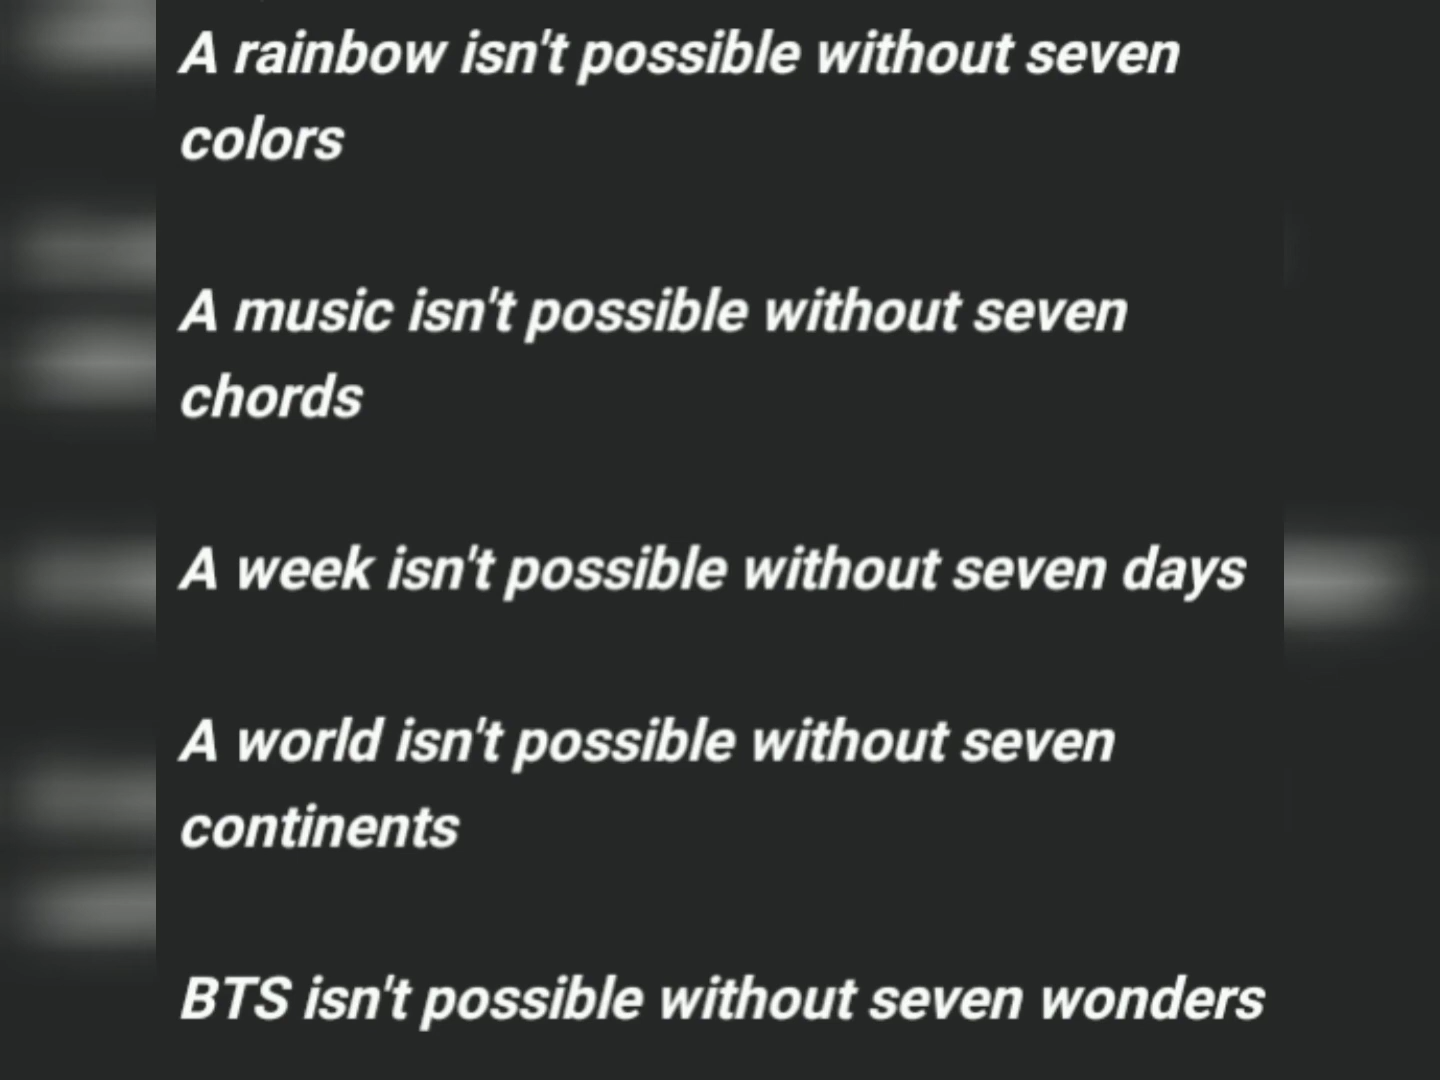 A rainbow isn't possible without seven
colors
A music isn't possible without seven
chords
A week isn't possible without seven days
A world isn't possible without seven
continents
BTS isn't possible without seven wonders